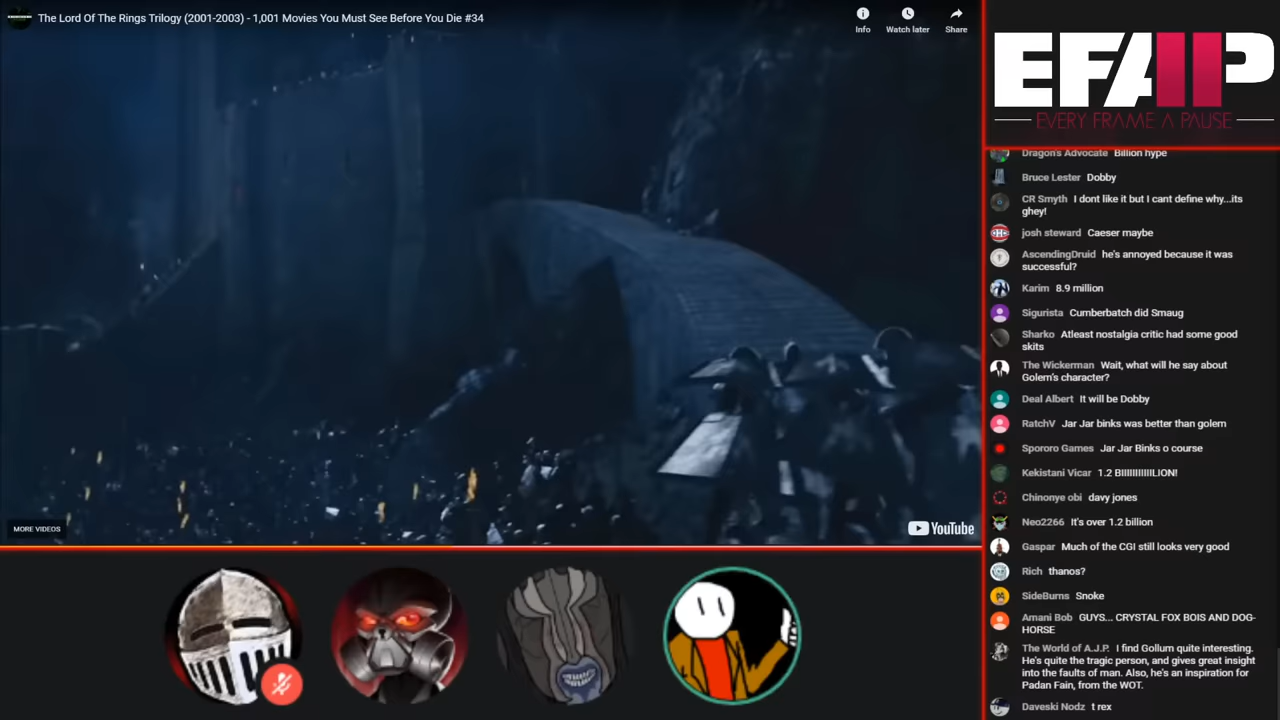 The Lord Of The Rings Trilogy (2001-2003) - 1,001 Movies You Must See Before You Die #34
Info
Watch later
Share
MORE VIDEOS
YouTube
EFAP
EVERY FRAME A PAUSE
Dragon's Advocate Billion hype
Bruce Lester Dobby
CR Smyth I dont like it but I cant define why...its
ghey!
josh steward Caeser maybe
AscendingDruid he's annoyed because it was
successful?
Karim 8.9 million
Sigurista Cumberbatch did Smaug
Sharko Atleast nostalgia critic had some good
skits
The Wickerman Wait, what will he say about
Golem's character?
Deal Albert It will be Dobby
RatchV Jar Jar binks was better than golem
Spororo Games Jar Jar Binks o course
Kekistani Vicar 1.2 BIIIIIIIIIIILION!
Chinonye obi davy jones
Neo2266 It's over 1.2 billion
Gaspar Much of the CGI still looks very good
Rich thanos?
SideBurns Snoke
Amani Bob GUYS... CRYSTAL FOX BOIS AND DOG-
HORSE
The World of A.J.P. I find Gollum quite interesting.
He's quite the tragic person, and gives great insight
into the faults of man. Also, he's an inspiration for
Padan Fain, from the WOT.
Daveski Nodz t rex